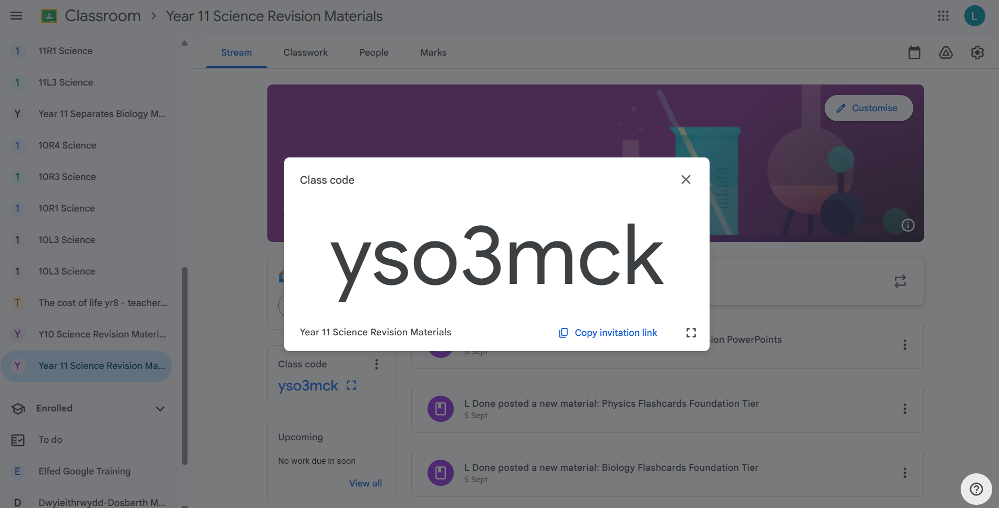 Classroom > Year 11 Science Revision Materials
L
1 11R1 Science
1 11L3 Science
Y Year 11 Separates Biology M...
1 10R4 Science
1 10R3 Science
1 10R1 Science
1 10L3 Science
1 10L3 Science
T The cost of life yr8 - teacher...
Y Y10 Science Revision Materi...
Y Year 11 Science Revision Ma...
Enrolled
To do
E Elfed Google Training
D Dwyieithrwydd-Dosbarth M...
Stream Classwork People Marks
Customise
Class code
yso3mck
Year 11 Science Revision Materials
Copy invitation link
Class code
yso3mck
Upcoming
No work due in soon
View all
sion PowerPoints
5 Sept
L Done posted a new material: Physics Flashcards Foundation Tier
5 Sept
L Done posted a new material: Biology Flashcards Foundation Tier
5 Sept